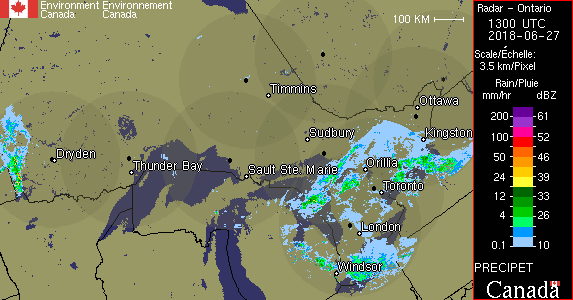 Environment Environnement
Canada Canada
100 KM
Timmins
Ottawa
Sudbury
Kingston
Dryden
Thunder Bay
Sault Ste. Marie
Orillia
Toronto
London
Windsor
Radar - Ontario
1300 UTC
2018-06-27
Scale/Échelle:
3.5 km/Pixel
Rain/Pluie
mm/hr dBZ
200 61
100 52
50 46
24 39
12 33
4 26
0.1 10
PRECIPET
Canada